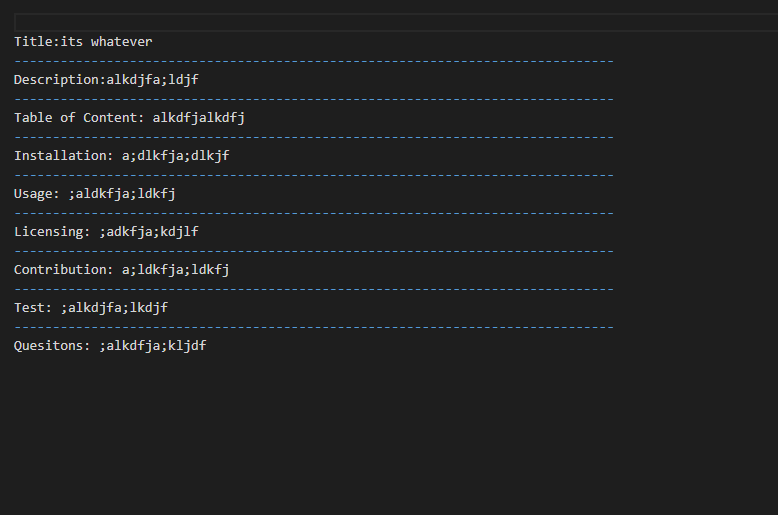 Title:its whatever
------------------------------------------------------------------------------
Description:alkdjfa;ldjf
------------------------------------------------------------------------------
Table of Content: alkdfjalkdfj
------------------------------------------------------------------------------
Installation: a;dlkfja;dlkjf
------------------------------------------------------------------------------
Usage: ;aldkfja;ldkfj
------------------------------------------------------------------------------
Licensing: ;adkfja;kdjlf
------------------------------------------------------------------------------
Contribution: a;ldkfja;ldkfj
------------------------------------------------------------------------------
Test: ;alkdjfa;lkdjf
------------------------------------------------------------------------------
Quesitons: ;alkdfja;kljdf